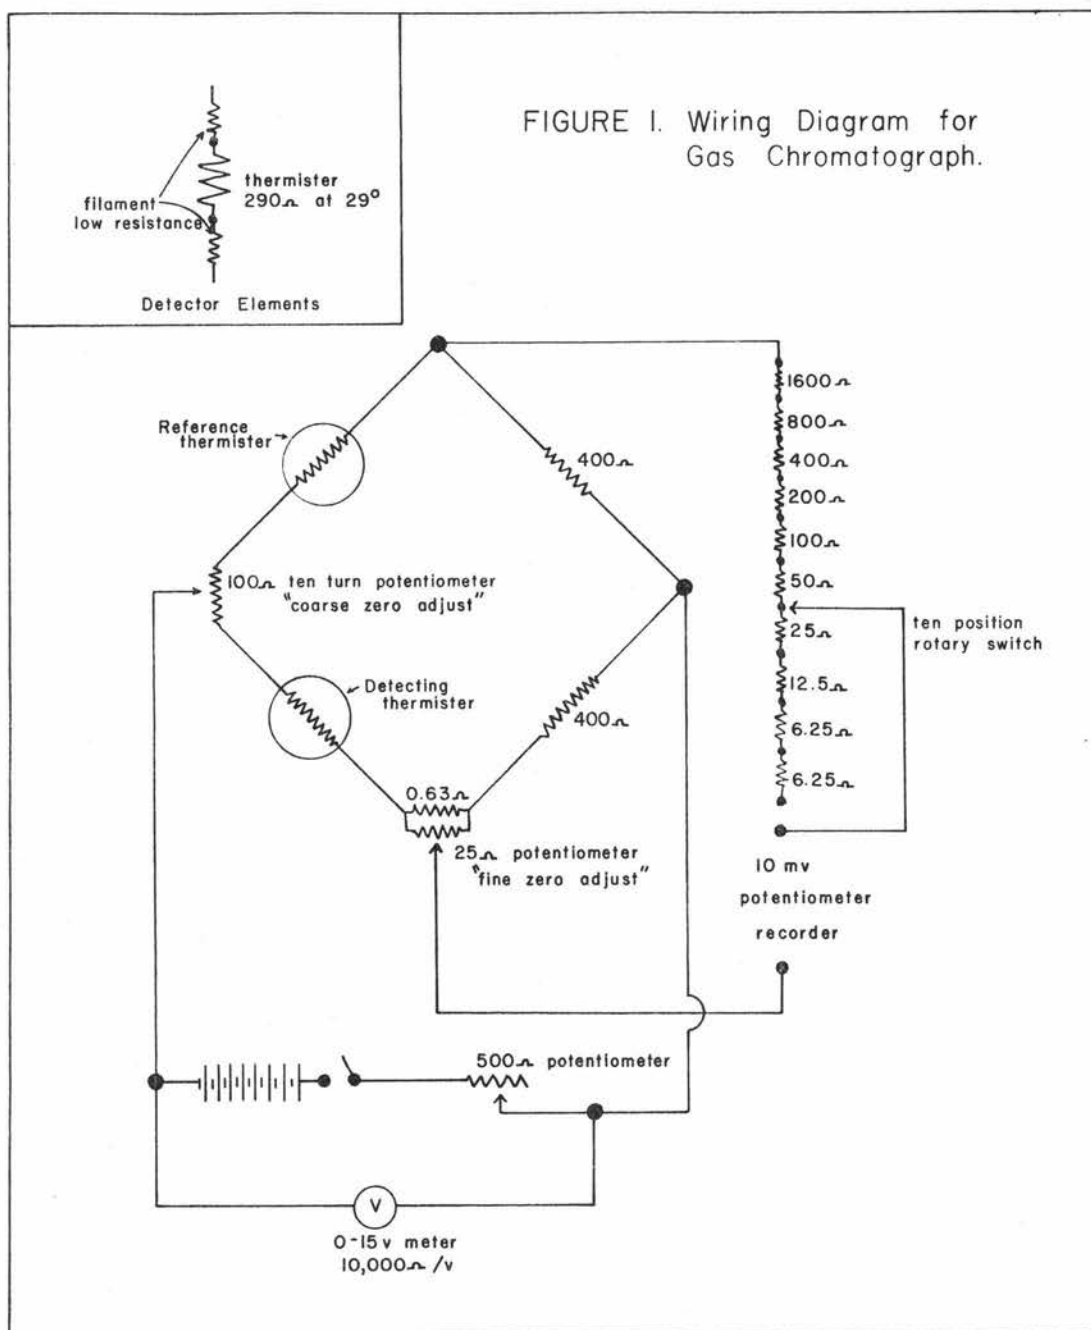 FIGURE 1. Wiring Diagram for
Gas Chromatograph.
thermister
290Ω at 29°
filament
low resistance
Detector Elements
Reference
thermister
400Ω
100Ω ten turn potentiometer
"coarse zero adjust"
Detecting
thermister
400Ω
0.63Ω
25Ω potentiometer
"fine zero adjust"
1600Ω
800Ω
400Ω
200Ω
100Ω
50Ω
25Ω
12.5Ω
6.25Ω
6.25Ω
ten position
rotary switch
10 mv
potentiometer
recorder
500Ω potentiometer
V
0-15 v meter
10,000Ω /v